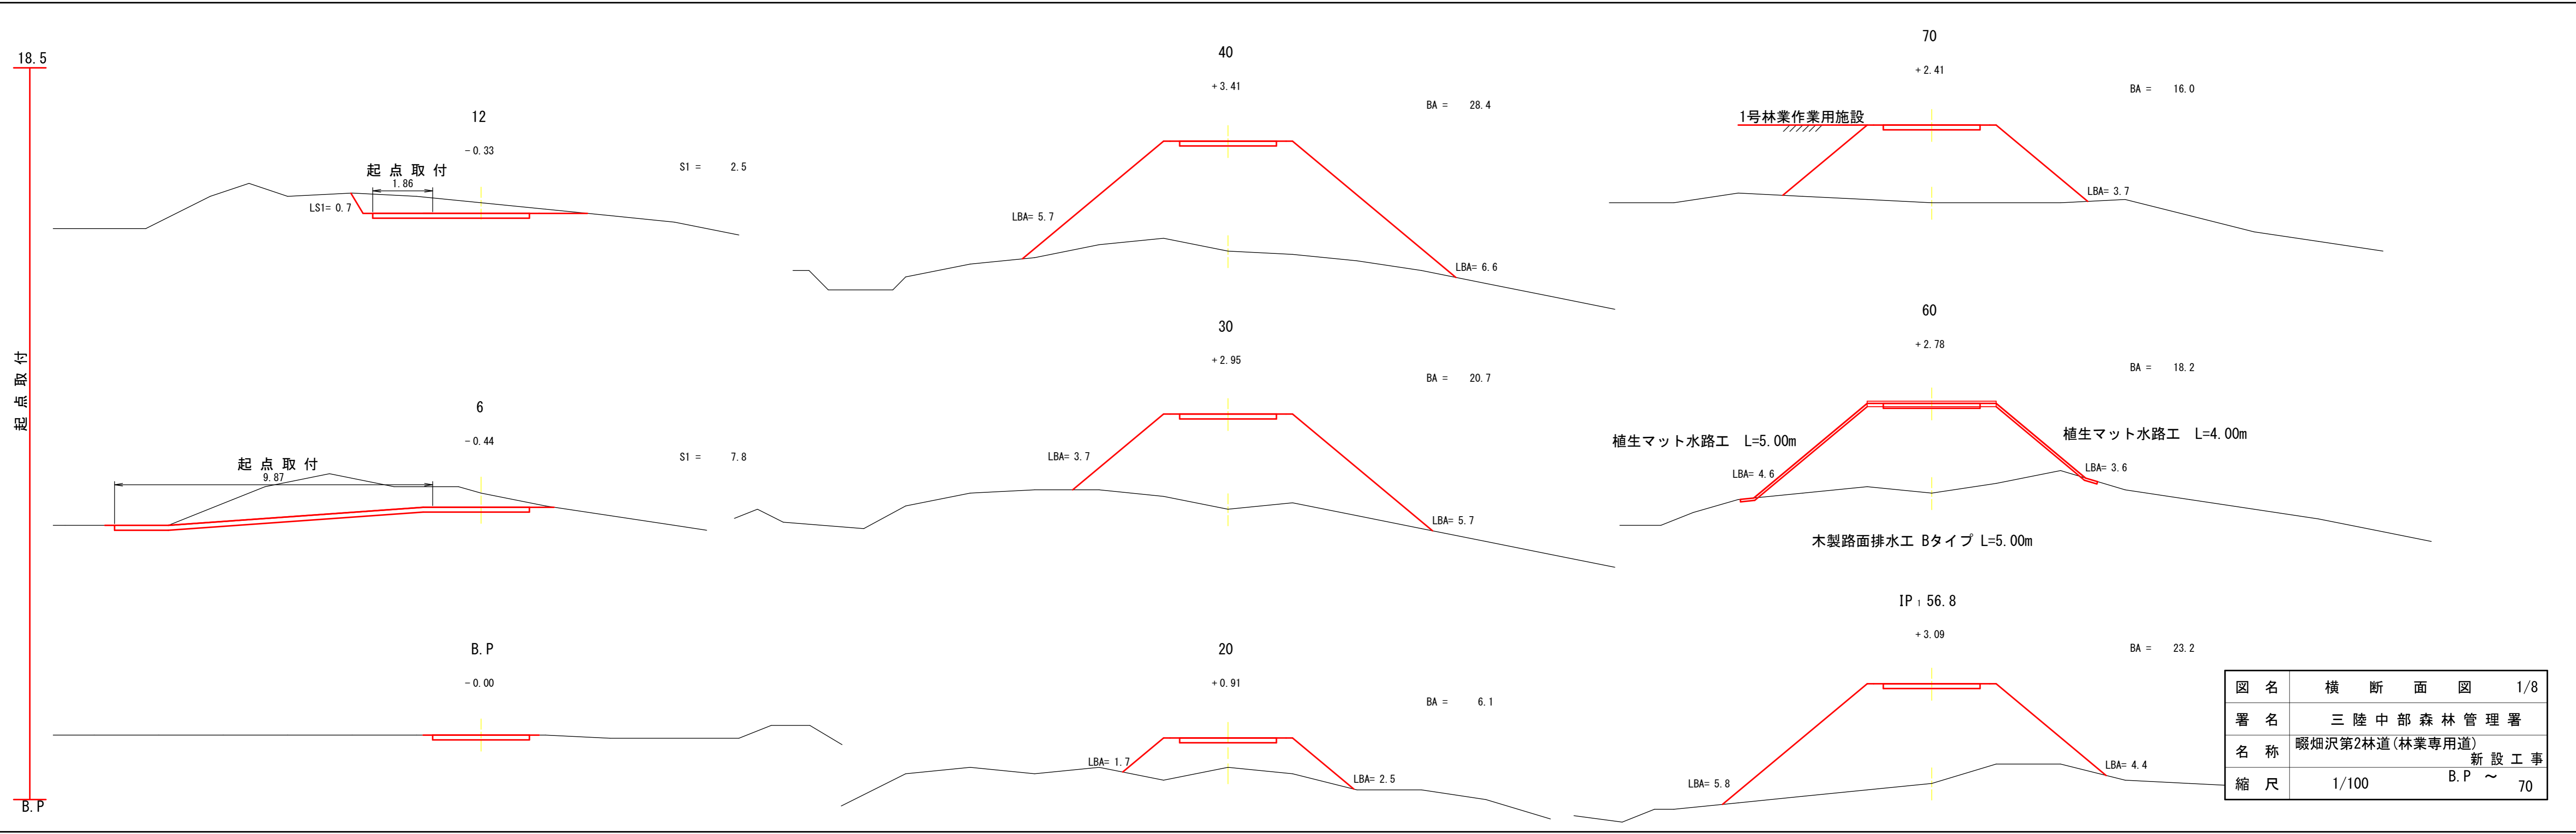 18.5
起点取付
B.P
12
-0.33
S1 = 2.5
起点取付
1.86
LS1= 0.7
6
-0.44
S1 = 7.8
起点取付
9.87
B.P
-0.00
40
+3.41
BA = 28.4
LBA= 5.7
LBA= 6.6
30
+2.95
BA = 20.7
LBA= 3.7
LBA= 5.7
20
+0.91
BA = 6.1
LBA= 1.7
LBA= 2.5
70
+2.41
BA = 16.0
1号林業作業用施設
LBA= 3.7
60
+2.78
BA = 18.2
植生マット水路工 L=5.00m
植生マット水路工 L=4.00m
LBA= 4.6
LBA= 3.6
木製路面排水工 Bタイプ L=5.00m
IP1 56.8
+3.09
BA = 23.2
LBA= 5.8
LBA= 4.4
図名 横断面図 1/8
署名 三陸中部森林管理署
名称 畷畑沢第2林道(林業専用道)
新設工事
縮尺 1/100 B.P ～ 70